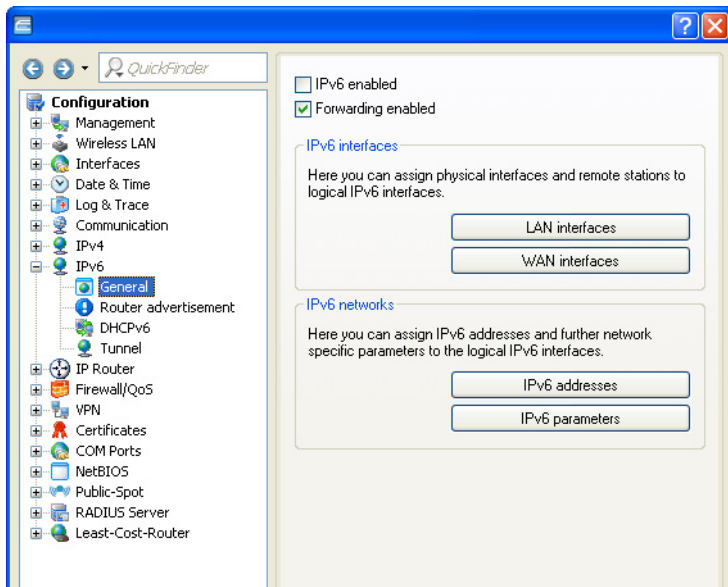 QuickFinder
Configuration
Management
Wireless LAN
Interfaces
Date & Time
Log & Trace
Communication
IPv4
IPv6
General
Router advertisement
DHCPv6
Tunnel
IP Router
Firewall/QoS
VPN
Certificates
COM Ports
NetBIOS
Public-Spot
RADIUS Server
Least-Cost-Router
IPv6 enabled
Forwarding enabled
IPv6 interfaces
Here you can assign physical interfaces and remote stations to
logical IPv6 interfaces.
LAN interfaces
WAN interfaces
IPv6 networks
Here you can assign IPv6 addresses and further network
specific parameters to the logical IPv6 interfaces.
IPv6 addresses
IPv6 parameters